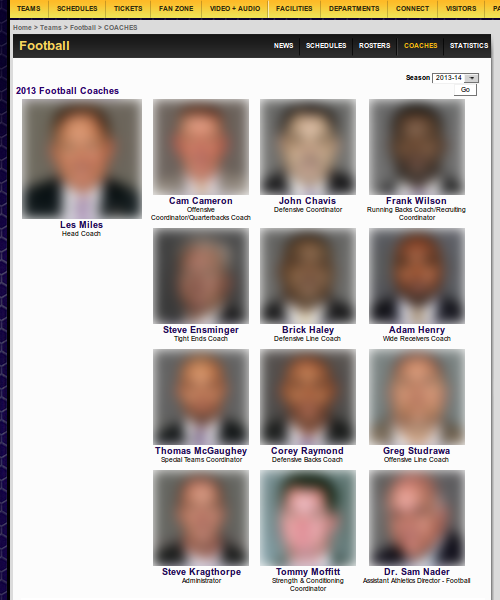 TEAMS SCHEDULES TICKETS FAN ZONE VIDEO + AUDIO FACILITIES DEPARTMENTS CONNECT VISITORS
Home > Teams > Football > COACHES
Football
NEWS SCHEDULES ROSTERS COACHES STATISTICS
Season 2013-14
Go
2013 Football Coaches
Les Miles
Head Coach
Cam Cameron
Offensive
Coordinator/Quarterbacks Coach
John Chavis
Defensive Coordinator
Frank Wilson
Running Backs Coach/Recruiting
Coordinator
Steve Ensminger
Tight Ends Coach
Brick Haley
Defensive Line Coach
Adam Henry
Wide Receivers Coach
Thomas McGaughey
Special Teams Coordinator
Corey Raymond
Defensive Backs Coach
Greg Studrawa
Offensive Line Coach
Steve Kragthorpe
Administrator
Tommy Moffitt
Strength & Conditioning
Coordinator
Dr. Sam Nader
Assistant Athletics Director - Football